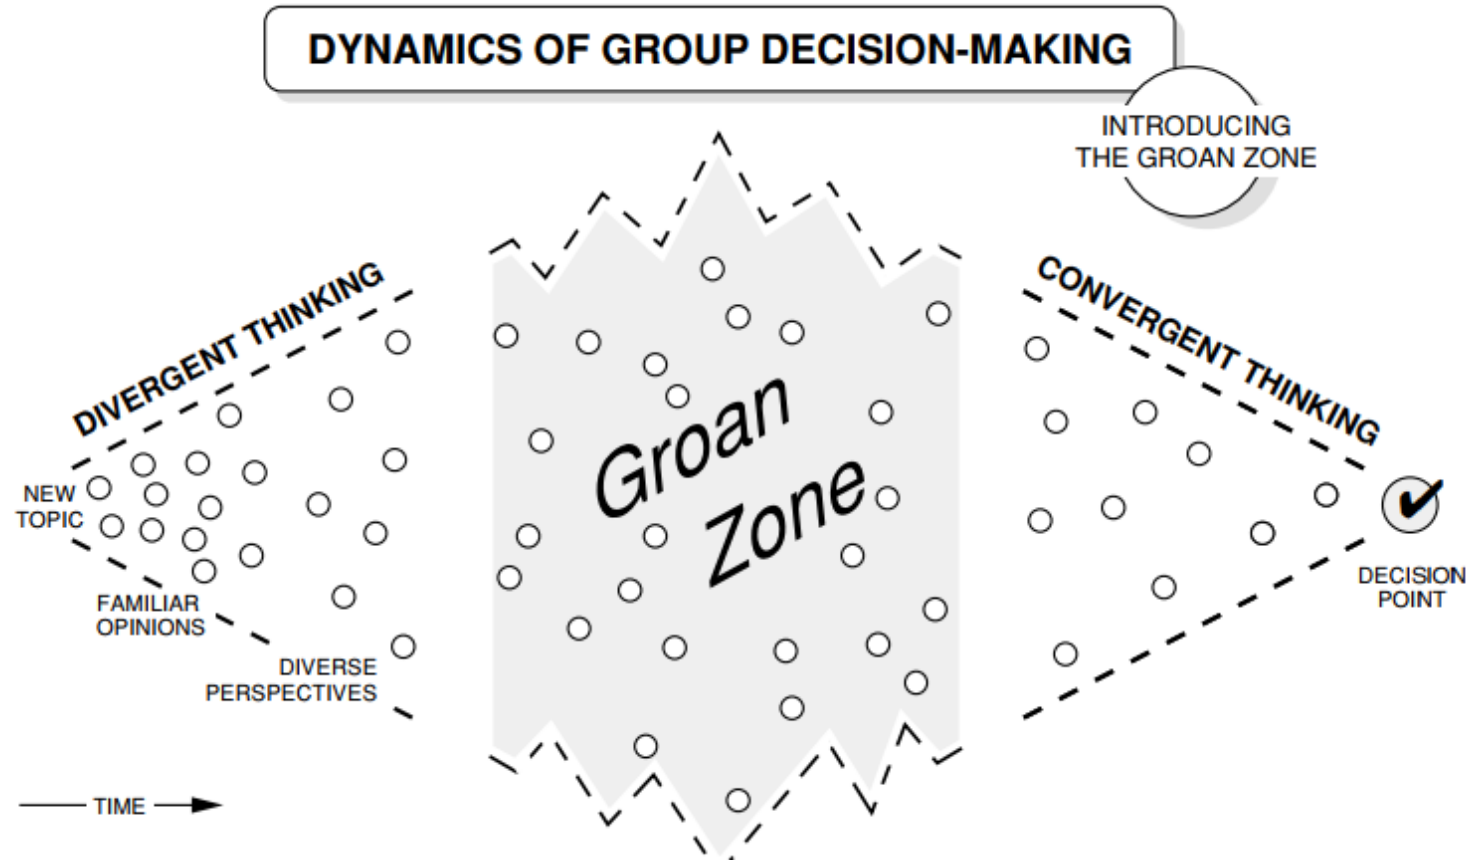 DYNAMICS OF GROUP DECISION-MAKING
INTRODUCING
THE GROAN ZONE
DIVERGENT THINKING
CONVERGENT THINKING
Groan
Zone
NEW
TOPIC
FAMILIAR
OPINIONS
DIVERSE
PERSPECTIVES
DECISION
POINT
TIME